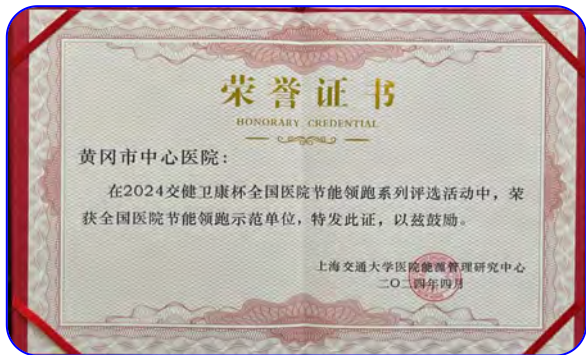 荣誉证书
HONORARY CREDENTIAL
黄冈市中心医院：
在2024交健卫康杯全国医院节能领跑系列评选活动中，荣
获全国医院节能领跑示范单位，特发此证，以兹鼓励。
上海交通大学医院能源管理研究中心
二〇二四年四月